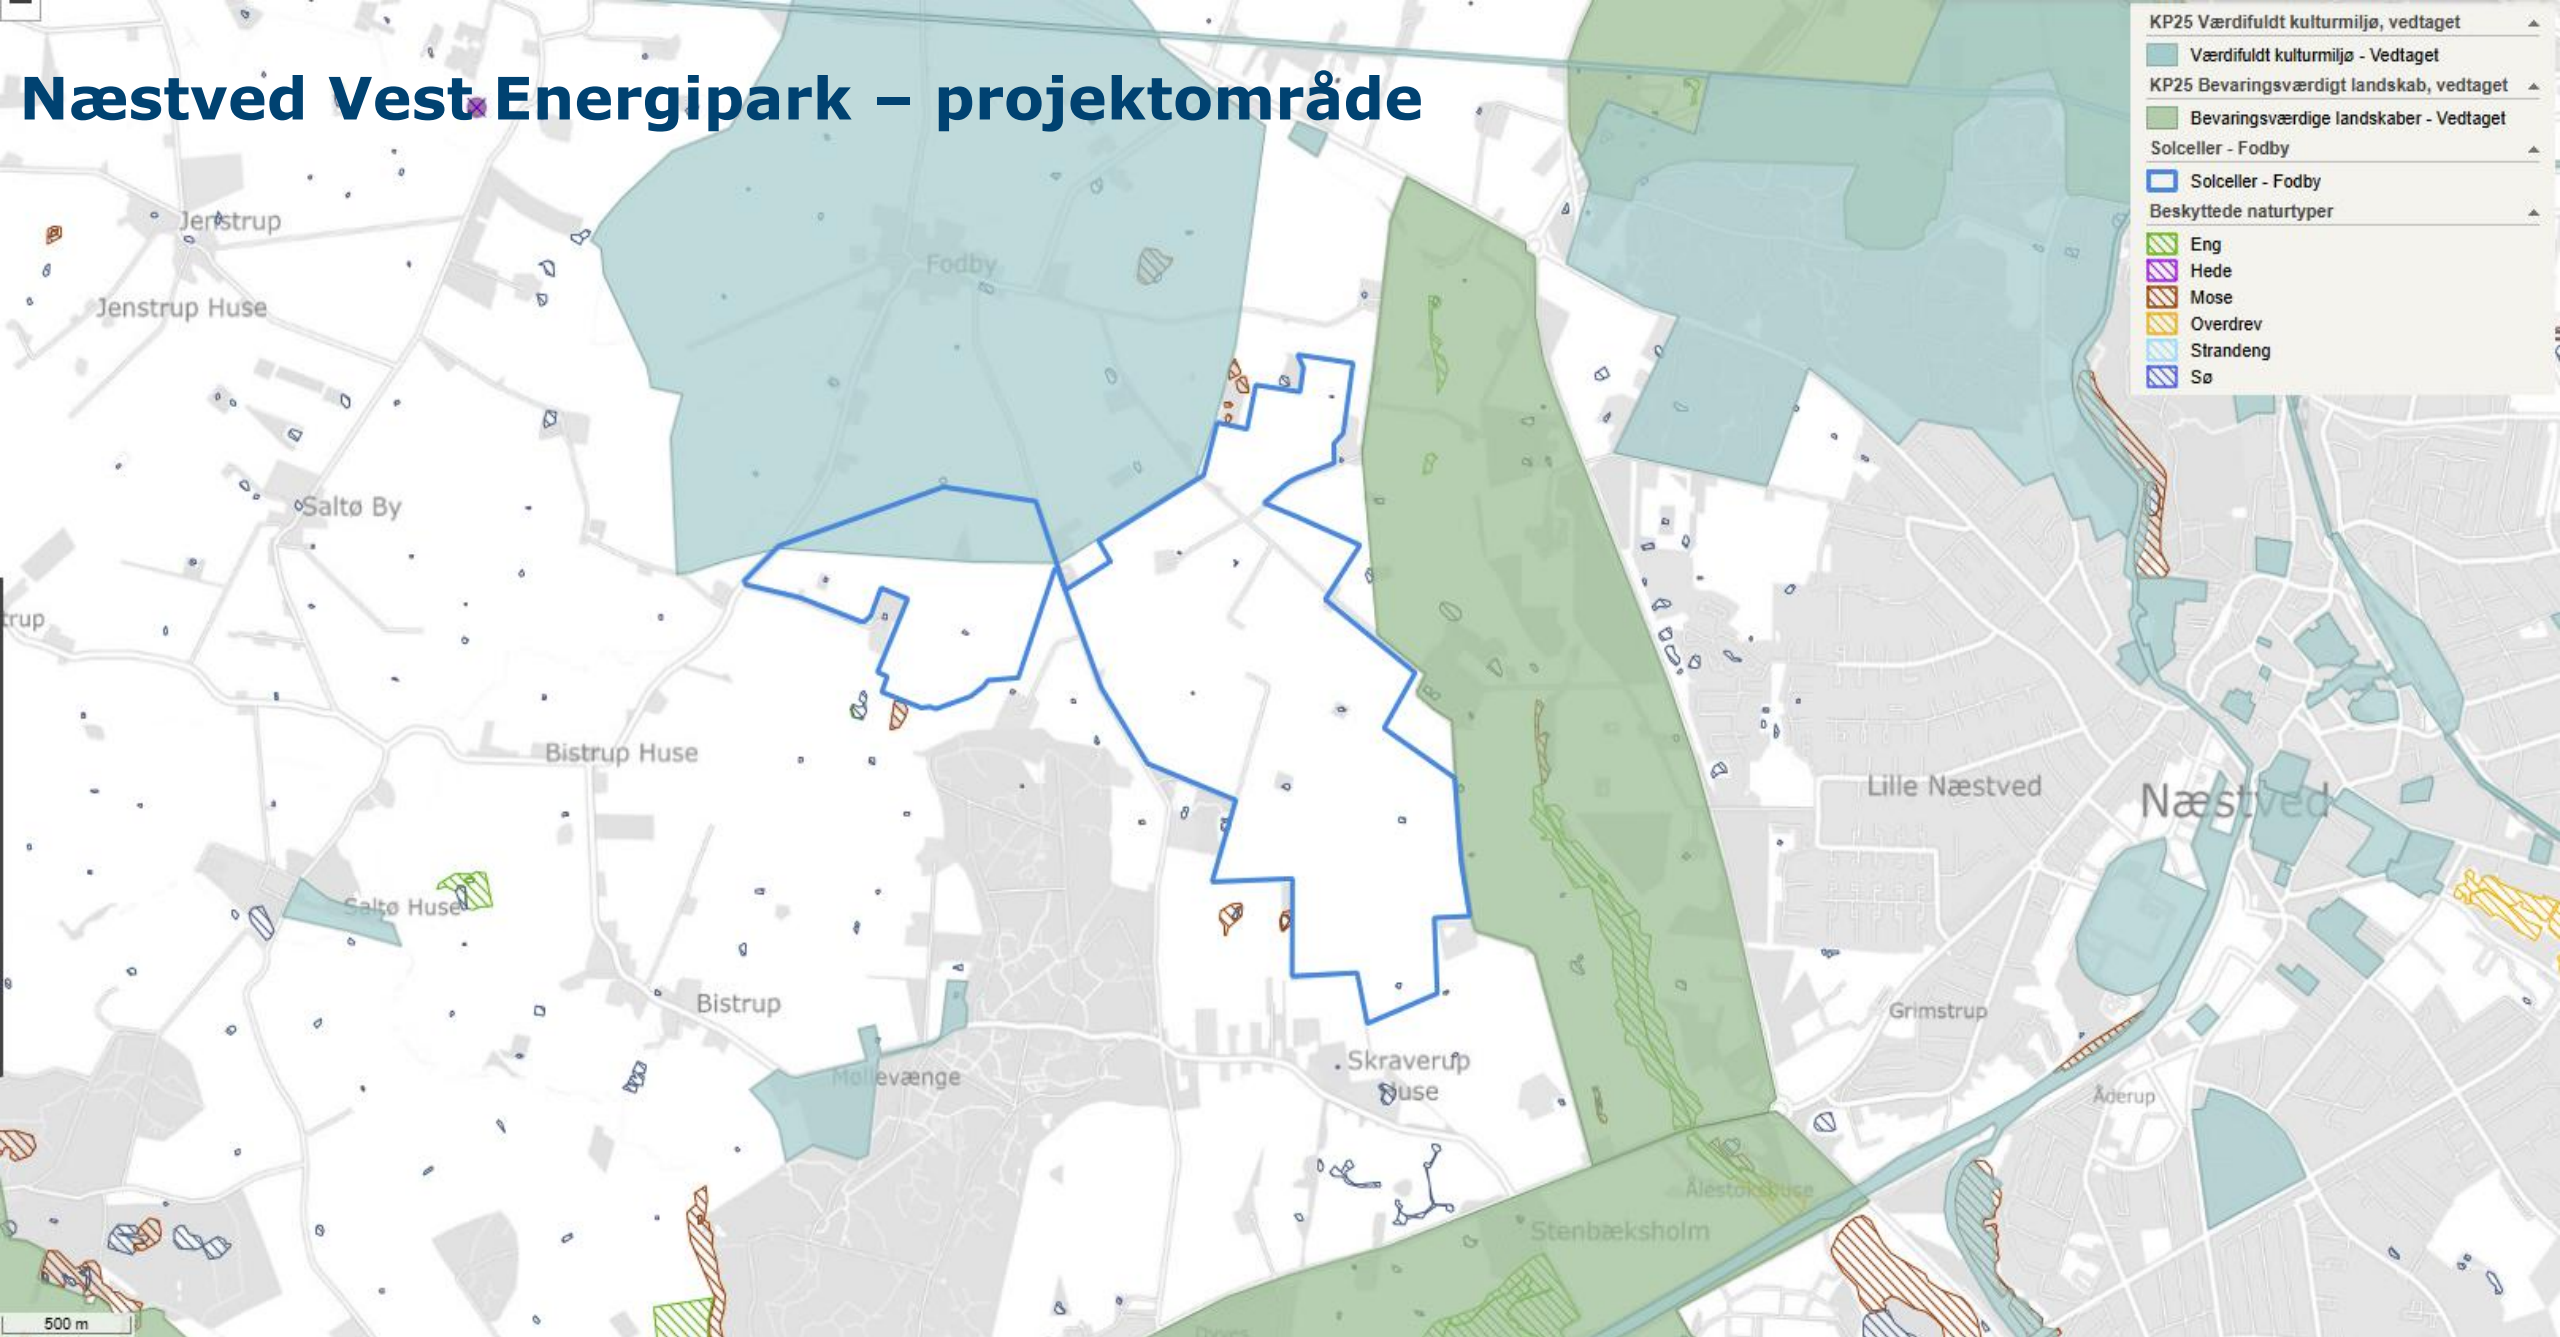 Næstved Vest Energipark – projektområde
KP25 Værdifuldt kulturmiljø, vedtaget
Værdifuldt kulturmiljø - Vedtaget
KP25 Bevaringsværdigt landskab, vedtaget
Bevaringsværdige landskaber - Vedtaget
Solceller - Fodby
Solceller - Fodby
Beskyttede naturtyper
Eng
Hede
Mose
Overdrev
Strandeng
Sø
Jenstrup
Fodby
Jenstrup Huse
Saltø By
trup
Bistrup Huse
Lille Næstved
Næstved
Saltø Huse
Bistrup
Grimstrup
Skraverup
Huse
Møllevænge
Åderup
Ålestokshuse
Stenbæksholm
500 m